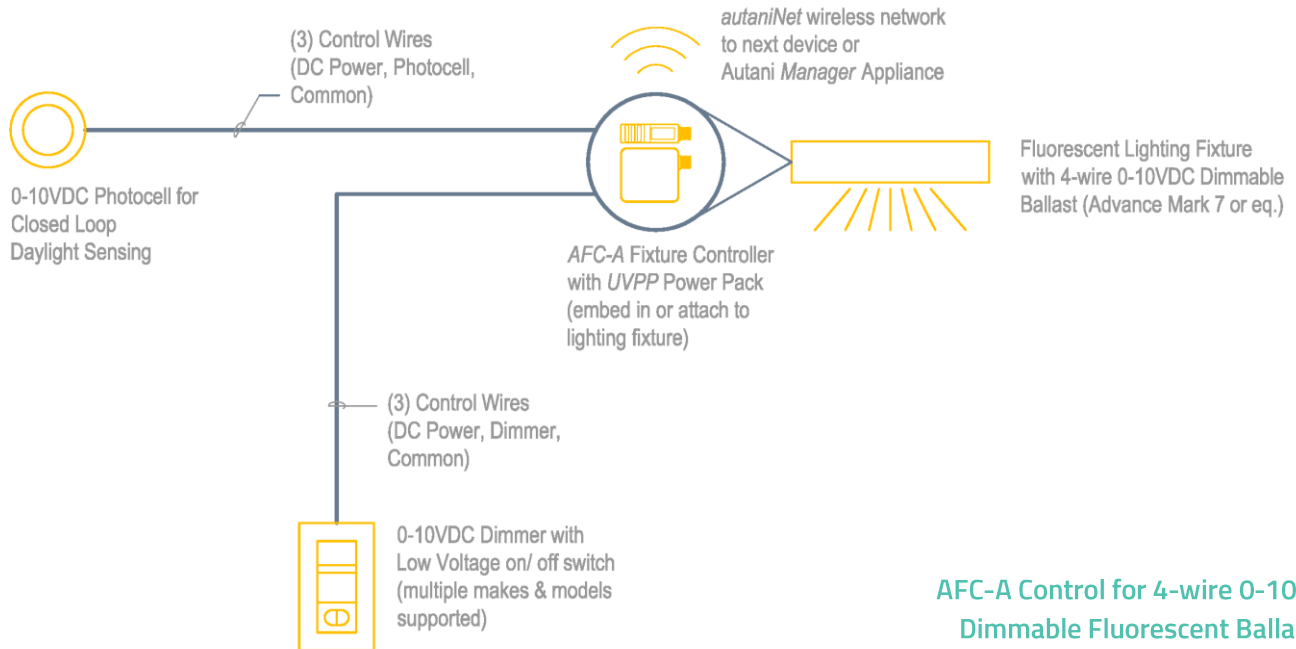 (3) Control Wires
(DC Power, Photocell,
Common)
autaniNet wireless network
to next device or
Autani Manager Appliance
0-10VDC Photocell for
Closed Loop
Daylight Sensing
Fluorescent Lighting Fixture
with 4-wire 0-10VDC Dimmable
Ballast (Advance Mark 7 or eq.)
AFC-A Fixture Controller
with UVPP Power Pack
(embed in or attach to
lighting fixture)
(3) Control Wires
(DC Power, Dimmer,
Common)
0-10VDC Dimmer with
Low Voltage on/ off switch
(multiple makes & models
supported)
AFC-A Control for 4-wire 0-10
Dimmable Fluorescent Balla